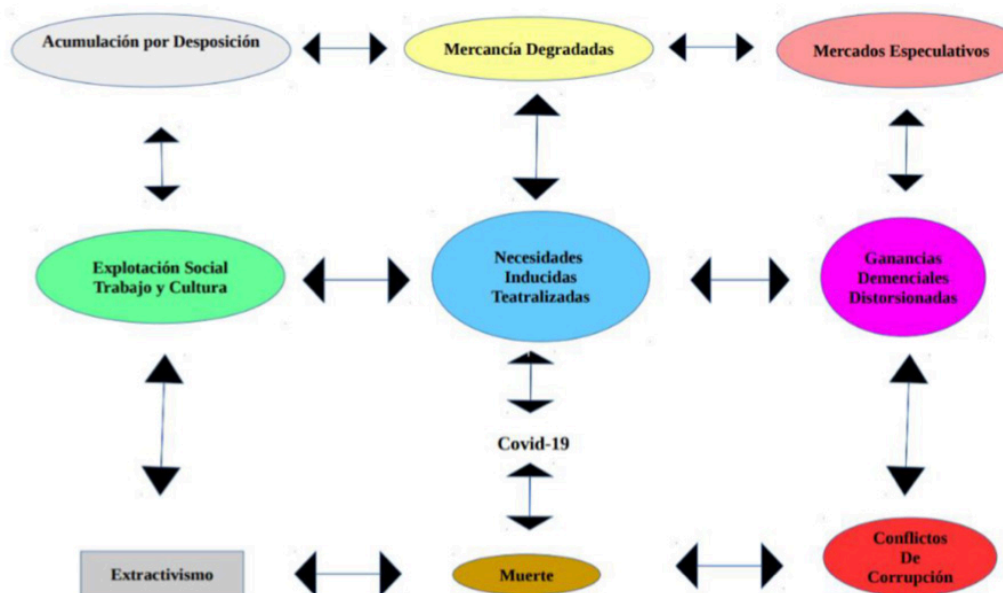 Acumulación por Desposición
Mercancía Degradadas
Mercados Especulativos
Explotación Social
Trabajo y Cultura
Necesidades
Inducidas
Teatralizadas
Ganancias
Demenciales
Distorsionadas
Covid-19
Extractivismo
Muerte
Conflictos
De
Corrupción